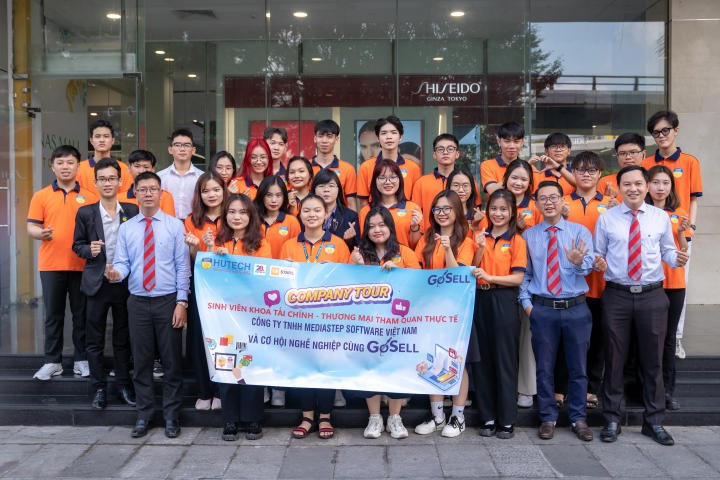 SHISEIDO
GINZA TOKYO
HUTECH
GOSELL
COMPANY TOUR
SINH VIÊN KHOA TÀI CHÍNH - THƯƠNG MẠI THAM QUAN THỰC TẾ
CÔNG TY TNHH MEDIASTEP SOFTWARE VIỆT NAM
VÀ CƠ HỘI NGHỀ NGHIỆP CÙNG GOSELL